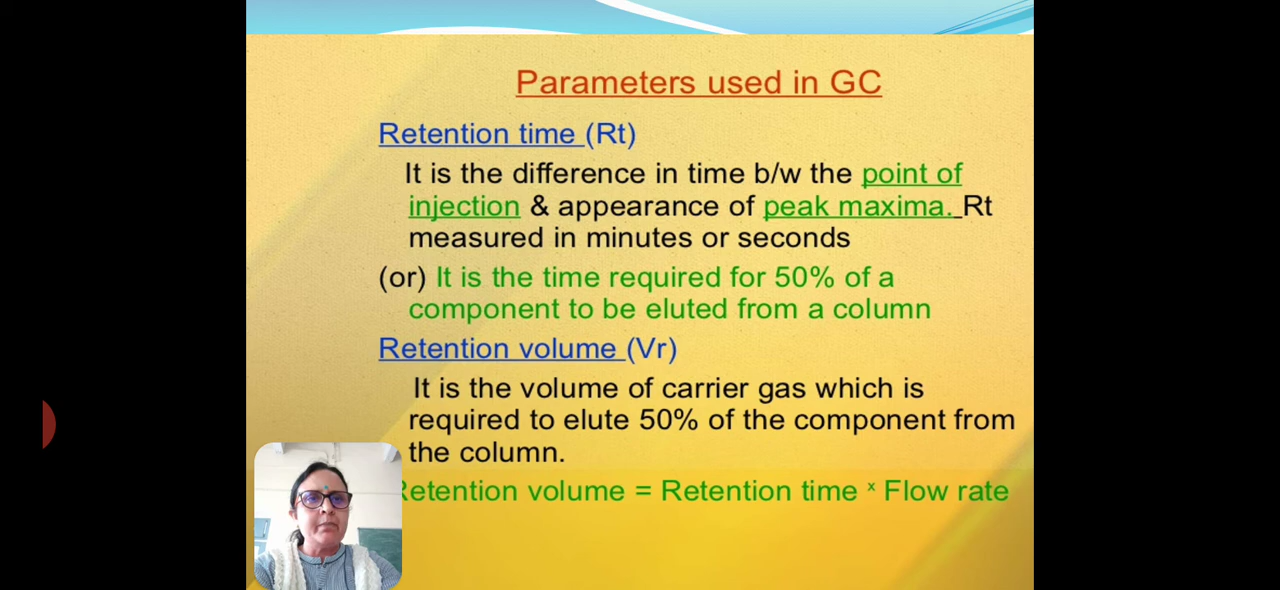 Parameters used in GC
Retention time (Rt)
It is the difference in time b/w the point of
injection & appearance of peak maxima. Rt
measured in minutes or seconds
(or) It is the time required for 50% of a
component to be eluted from a column
Retention volume (Vr)
It is the volume of carrier gas which is
required to elute 50% of the component from
the column.
Retention volume = Retention time x Flow rate